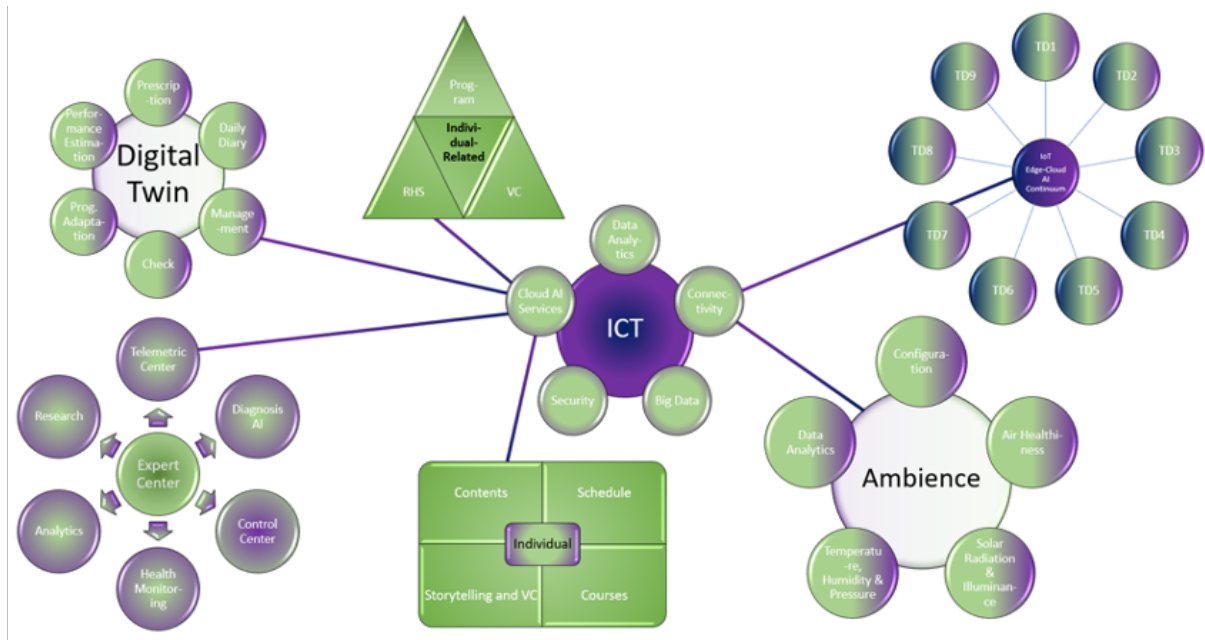 Prescrip
-tion
Perfor-
mance
Estima-
tion
Daily
Diary
Digital
Twin
Prog.
Adapta-
tion
Manage
-ment
Check
Prog-
ram
Indivi-
dual-
Related
RHS
VC
TD1
TD2
TD3
TD4
TD5
TD6
TD7
TD8
TD9
IoT
Edge-Cloud
AI
Continuum
Data
Analy-
tics
Cloud AI
Services
Connec-
tivity
ICT
Security
Big Data
Telemetric
Center
Research
Diagnosis
AI
Expert
Center
Analytics
Control
Center
Health
Monitor-
ing
Contents
Schedule
Individual
Storytelling and VC
Courses
Configura-
tion
Data
Analytics
Air Healthi-
ness
Ambience
Temperatu
-re,
Humidity &
Pressure
Solar
Radiation
&
Illuminan-
ce